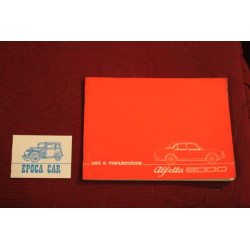 EPOCA CAR
uso e manutenzione
Alfetta 2000